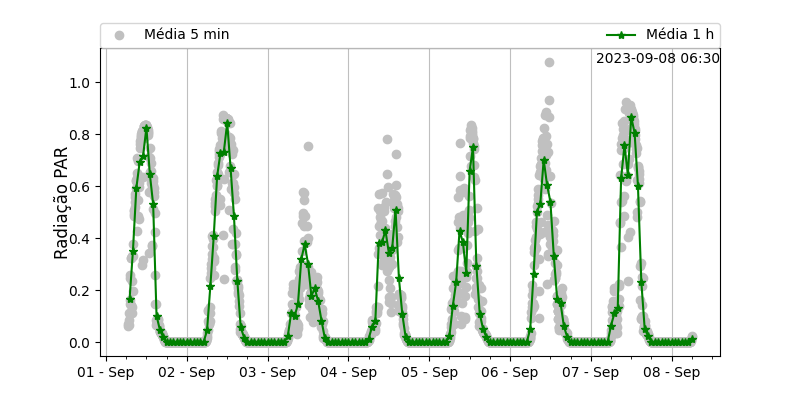 Média 5 min
Média 1 h
2023-09-08 06:30
Radiação PAR
1.0
0.8
0.6
0.4
0.2
0.0
01 - Sep
02 - Sep
03 - Sep
04 - Sep
05 - Sep
06 - Sep
07 - Sep
08 - Sep